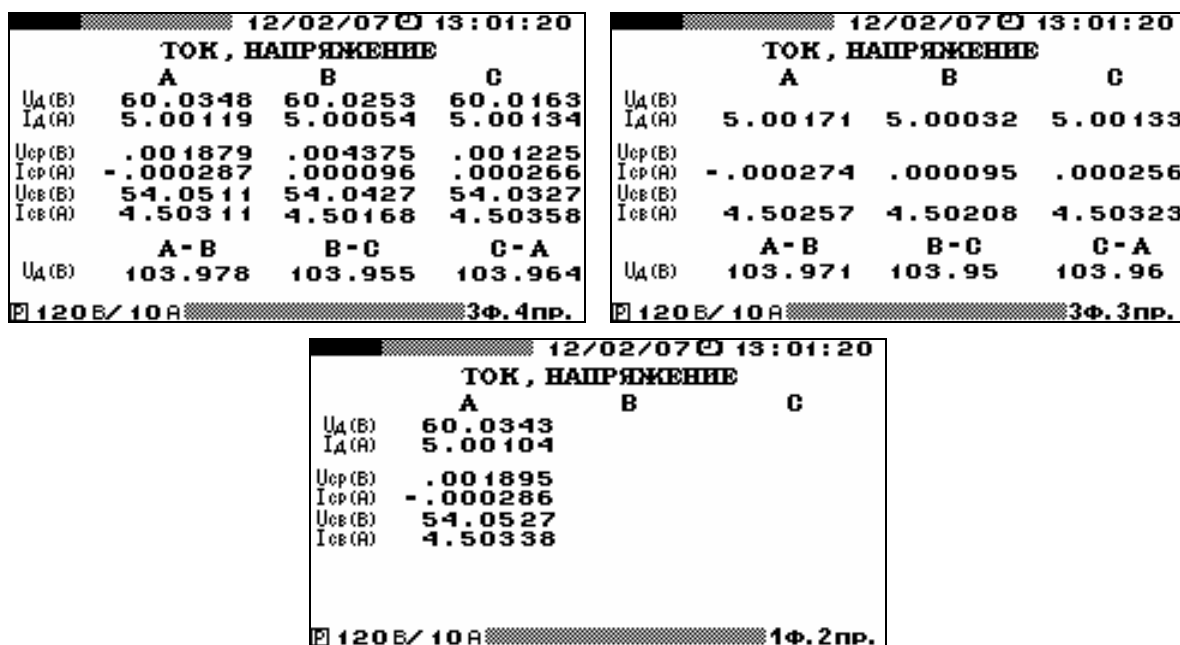 12/02/07 13:01:20
ТОК, НАПРЯЖЕНИЕ
A B C
Uд(В) 60.0348 60.0253 60.0163
Iд(А) 5.00119 5.00054 5.00134
Uср(В) .001879 .004375 .001225
Iср(А) -.000287 .000096 .000266
Uсв(В) 54.0511 54.0427 54.0327
Iсв(А) 4.50311 4.50168 4.50358
A-B B-C C-A
Uд(В) 103.978 103.955 103.964
P 120В/10А 3ф.4пр.
12/02/07 13:01:20
ТОК, НАПРЯЖЕНИЕ
A B C
Uд(В)
Iд(А) 5.00171 5.00032 5.00133
Uср(В)
Iср(А) -.000274 .000095 .000256
Uсв(В)
Iсв(А) 4.50257 4.50208 4.50323
A-B B-C C-A
Uд(В) 103.971 103.95 103.96
P 120В/10А 3ф.3пр.
12/02/07 13:01:20
ТОК, НАПРЯЖЕНИЕ
A B C
Uд(В) 60.0343
Iд(А) 5.00104
Uср(В) .001895
Iср(А) -.000286
Uсв(В) 54.0527
Iсв(А) 4.50338
P 120В/10А 1ф.2пр.